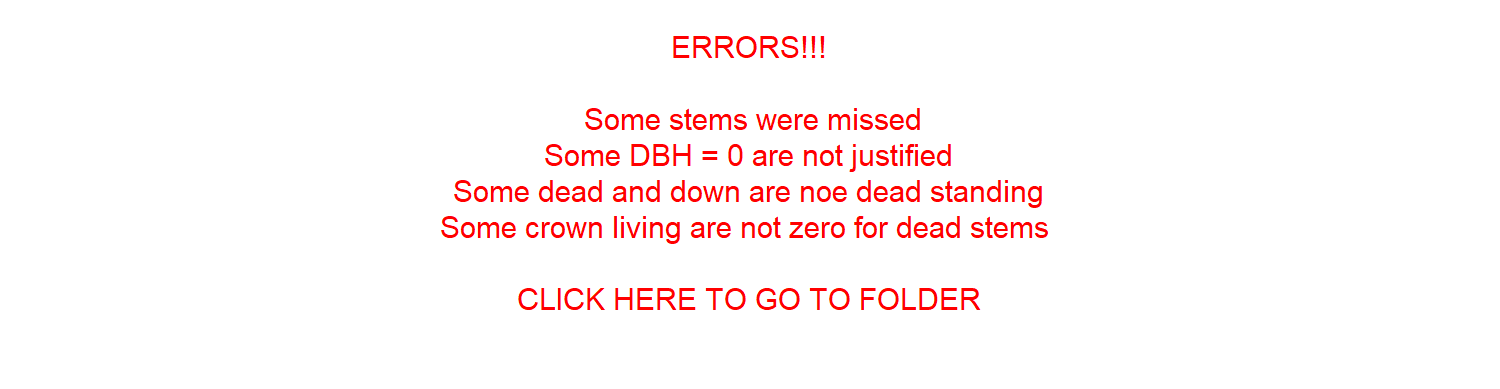 ERRORS!!!
Some stems were missed
Some DBH = 0 are not justified
Some dead and down are noe dead standing
Some crown living are not zero for dead stems
CLICK HERE TO GO TO FOLDER